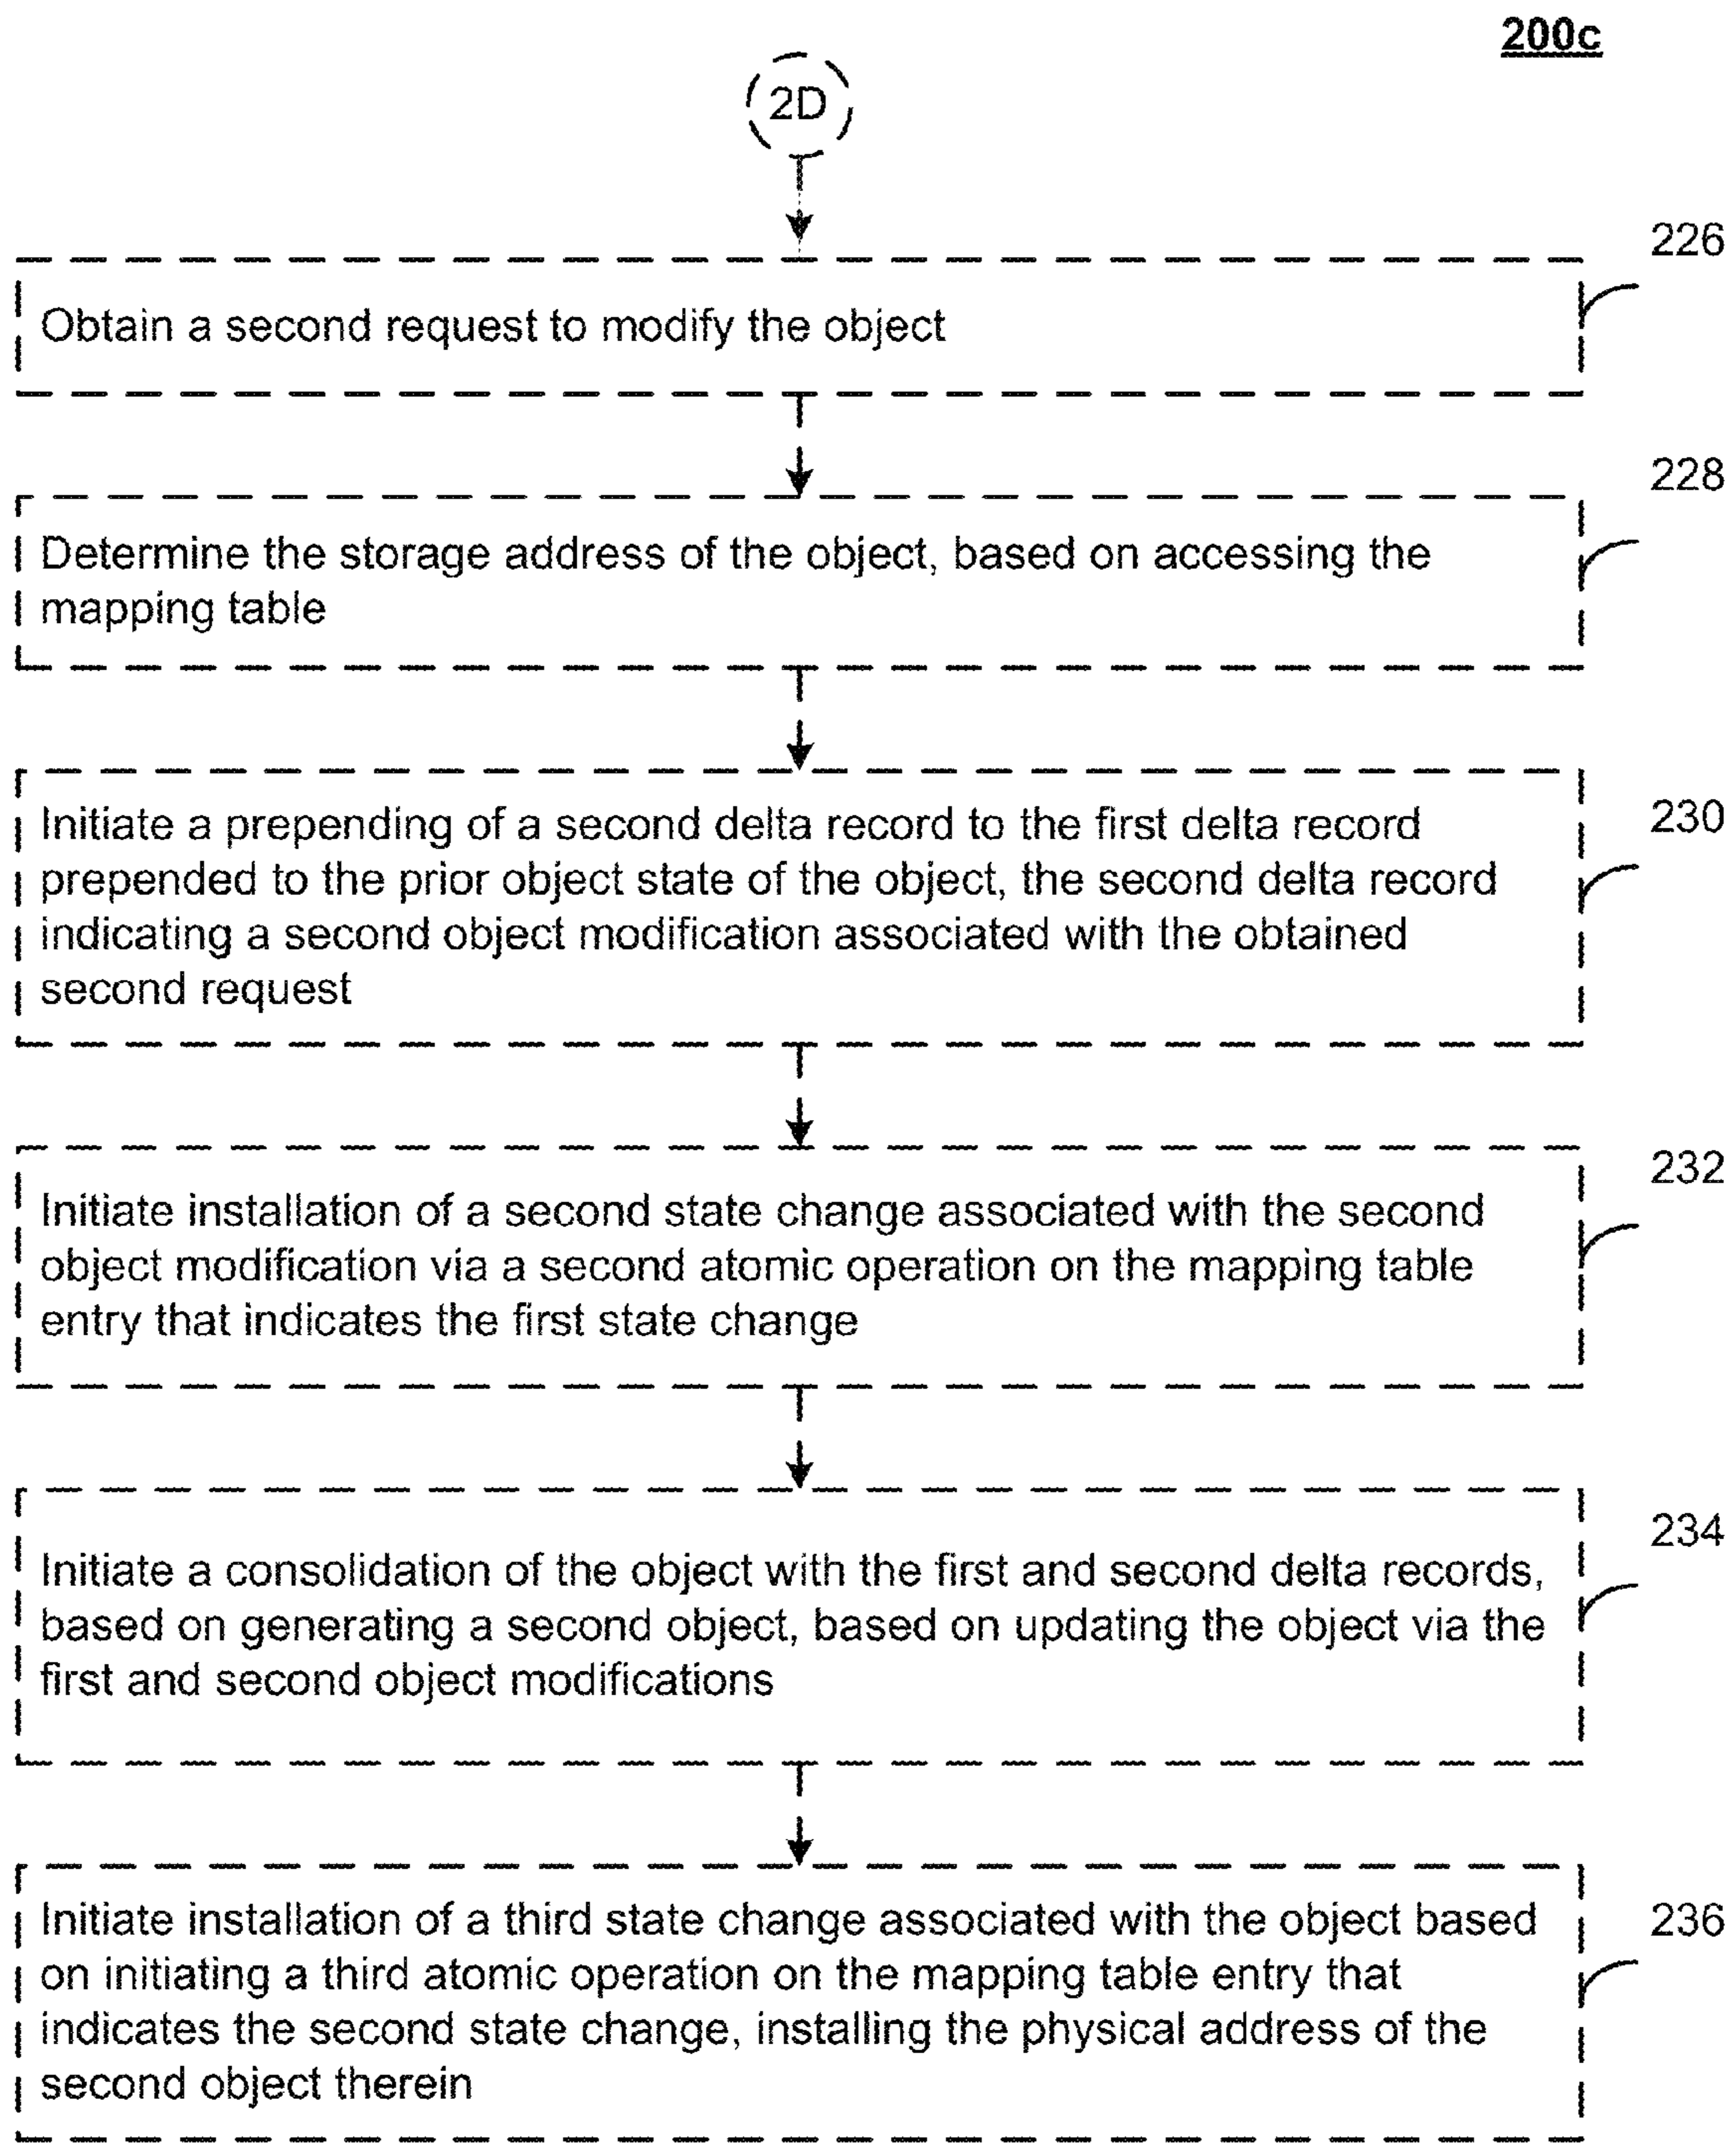 200c
2D
226
Obtain a second request to modify the object
228
Determine the storage address of the object, based on accessing the
mapping table
230
Initiate a prepending of a second delta record to the first delta record
prepended to the prior object state of the object, the second delta record
indicating a second object modification associated with the obtained
second request
232
Initiate installation of a second state change associated with the second
object modification via a second atomic operation on the mapping table
entry that indicates the first state change
234
Initiate a consolidation of the object with the first and second delta records,
based on generating a second object, based on updating the object via the
first and second object modifications
236
Initiate installation of a third state change associated with the object based
on initiating a third atomic operation on the mapping table entry that
indicates the second state change, installing the physical address of the
second object therein